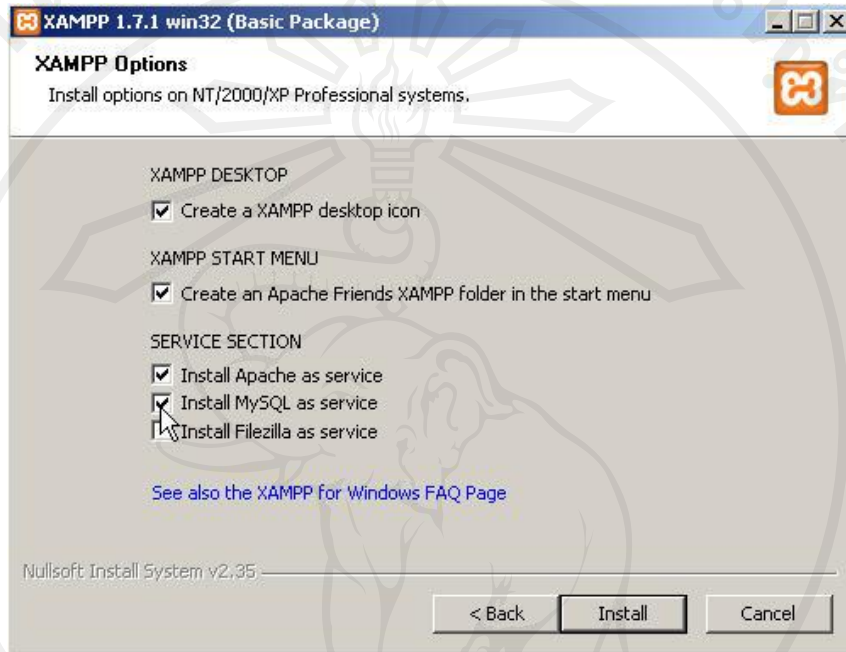 XAMPP 1.7.1 win32 (Basic Package)
XAMPP Options
Install options on NT/2000/XP Professional systems.
XAMPP DESKTOP
Create a XAMPP desktop icon
XAMPP START MENU
Create an Apache Friends XAMPP folder in the start menu
SERVICE SECTION
Install Apache as service
Install MySQL as service
Install Filezilla as service
See also the XAMPP for Windows FAQ Page
Nullsoft Install System v2.35
< Back Install Cancel